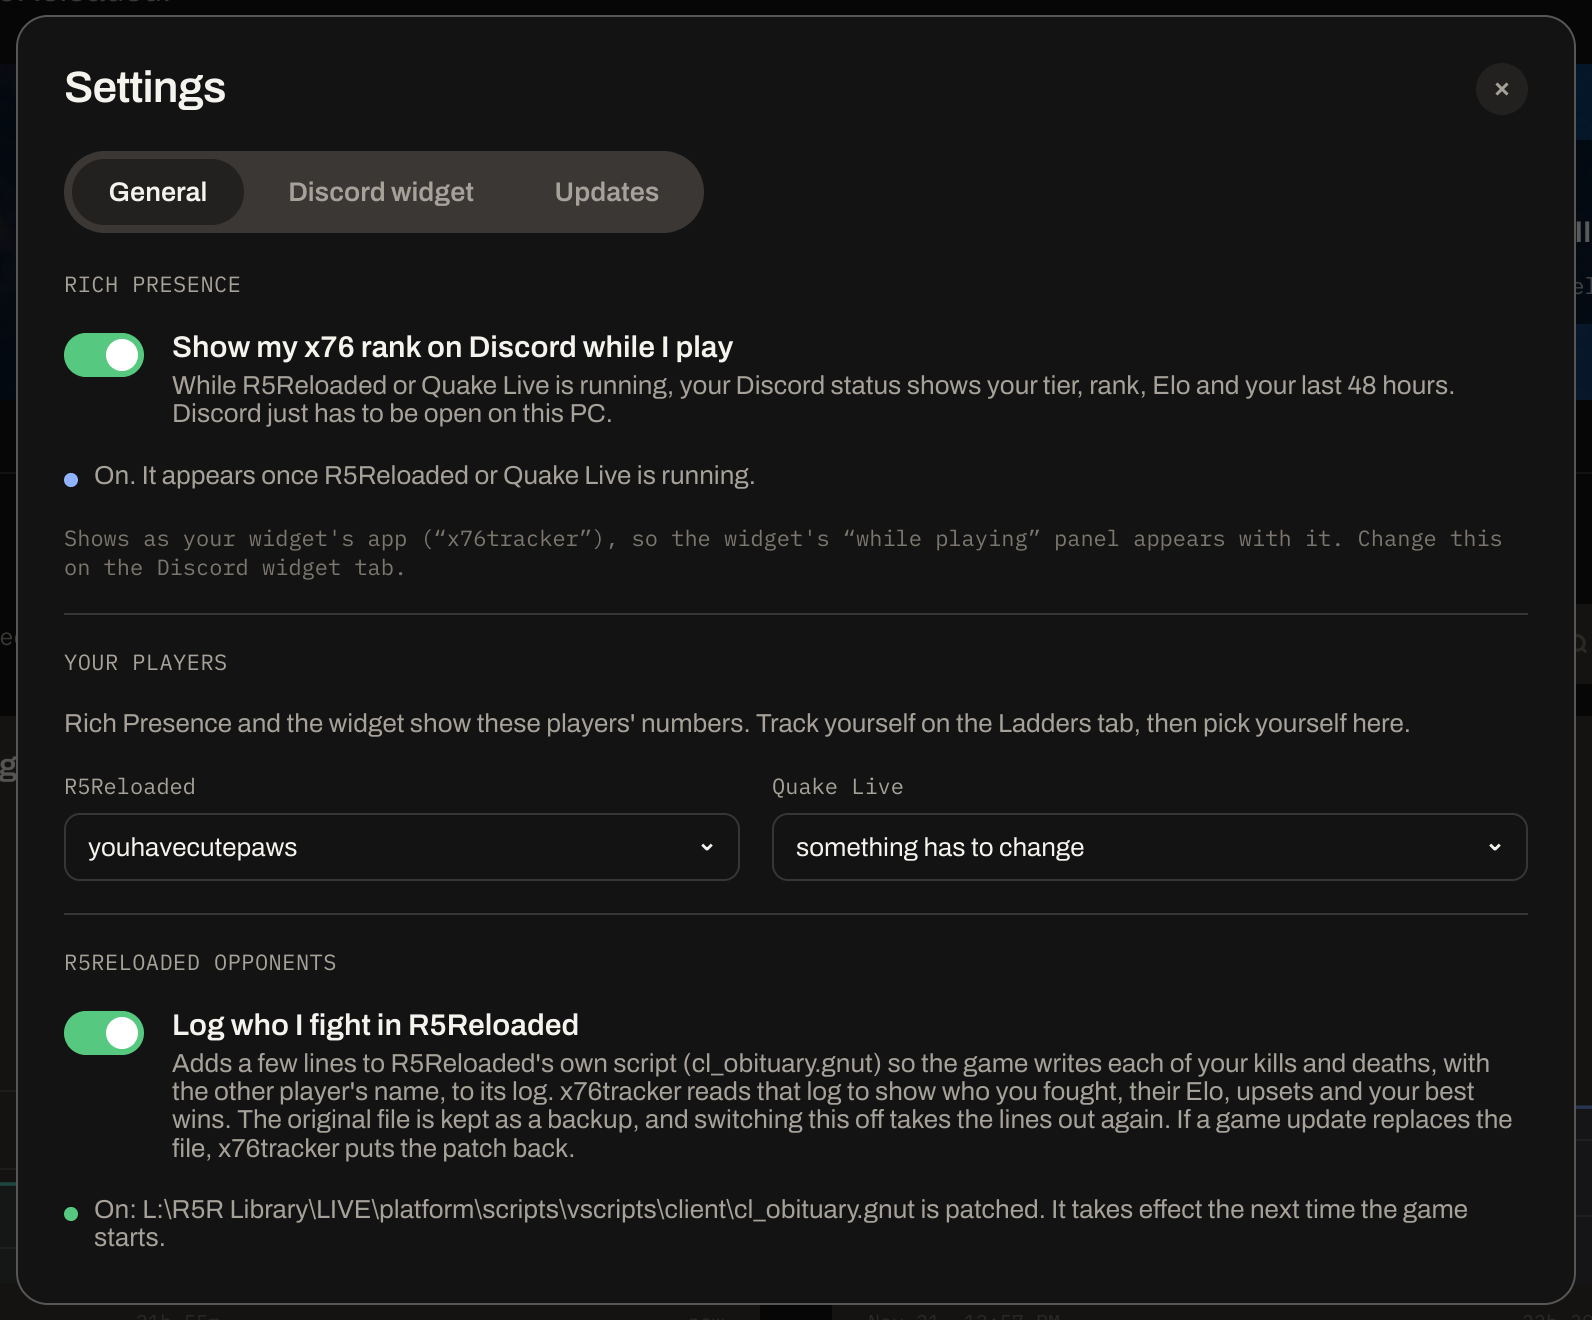 Settings
×
General
Discord widget
Updates
RICH PRESENCE
Show my x76 rank on Discord while I play
While R5Reloaded or Quake Live is running, your Discord status shows your tier, rank, Elo and your last 48 hours.
Discord just has to be open on this PC.
On. It appears once R5Reloaded or Quake Live is running.
Shows as your widget's app (“x76tracker”), so the widget's “while playing” panel appears with it. Change this
on the Discord widget tab.
YOUR PLAYERS
Rich Presence and the widget show these players' numbers. Track yourself on the Ladders tab, then pick yourself here.
R5Reloaded
Quake Live
youhavecutepaws
something has to change
R5RELOADED OPPONENTS
Log who I fight in R5Reloaded
Adds a few lines to R5Reloaded's own script (cl_obituary.gnut) so the game writes each of your kills and deaths, with
the other player's name, to its log. x76tracker reads that log to show who you fought, their Elo, upsets and your best
wins. The original file is kept as a backup, and switching this off takes the lines out again. If a game update replaces the
file, x76tracker puts the patch back.
On: L:\R5R Library\LIVE\platform\scripts\vscripts\client\cl_obituary.gnut is patched. It takes effect the next time the game
starts.